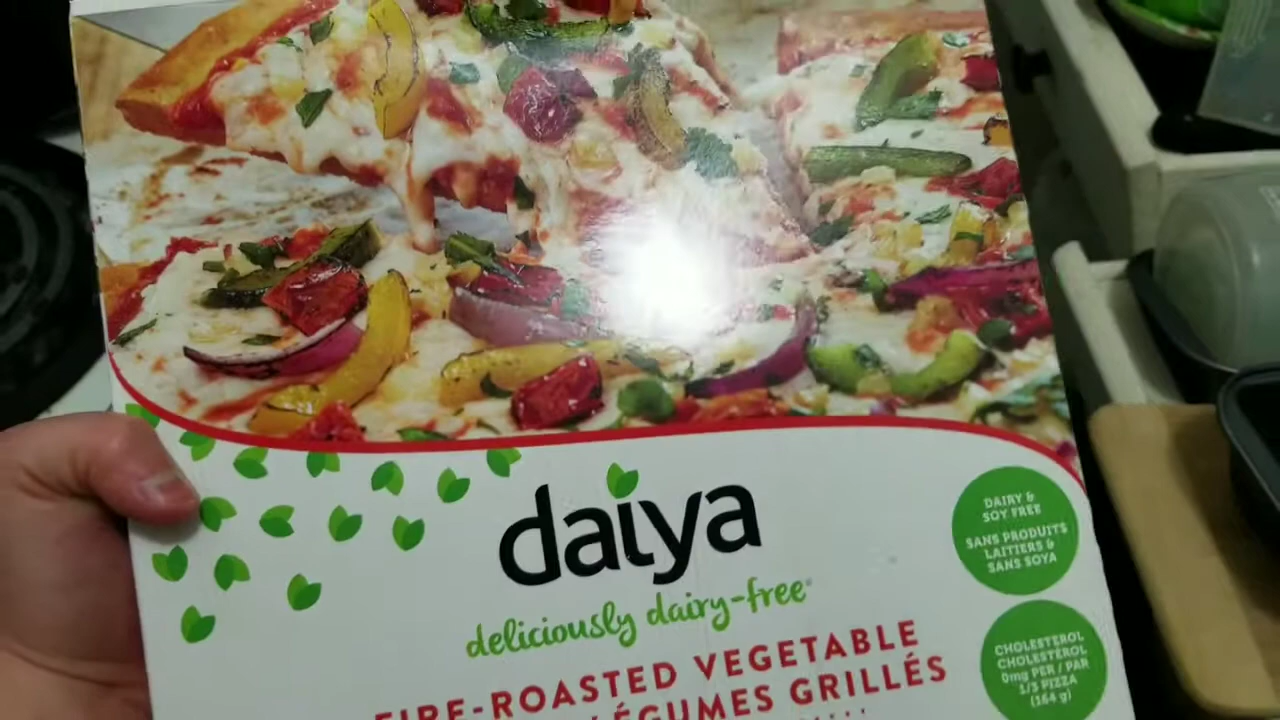 daiya
deliciously dairy-free
FIRE-ROASTED VEGETABLE
LÉGUMES GRILLÉS
DAIRY &
SOY FREE
SANS PRODUITS
LAITIERS &
SANS SOYA
CHOLESTEROL
CHOLESTÉROL
0mg PER / PAR
1/3 PIZZA
(164 g)